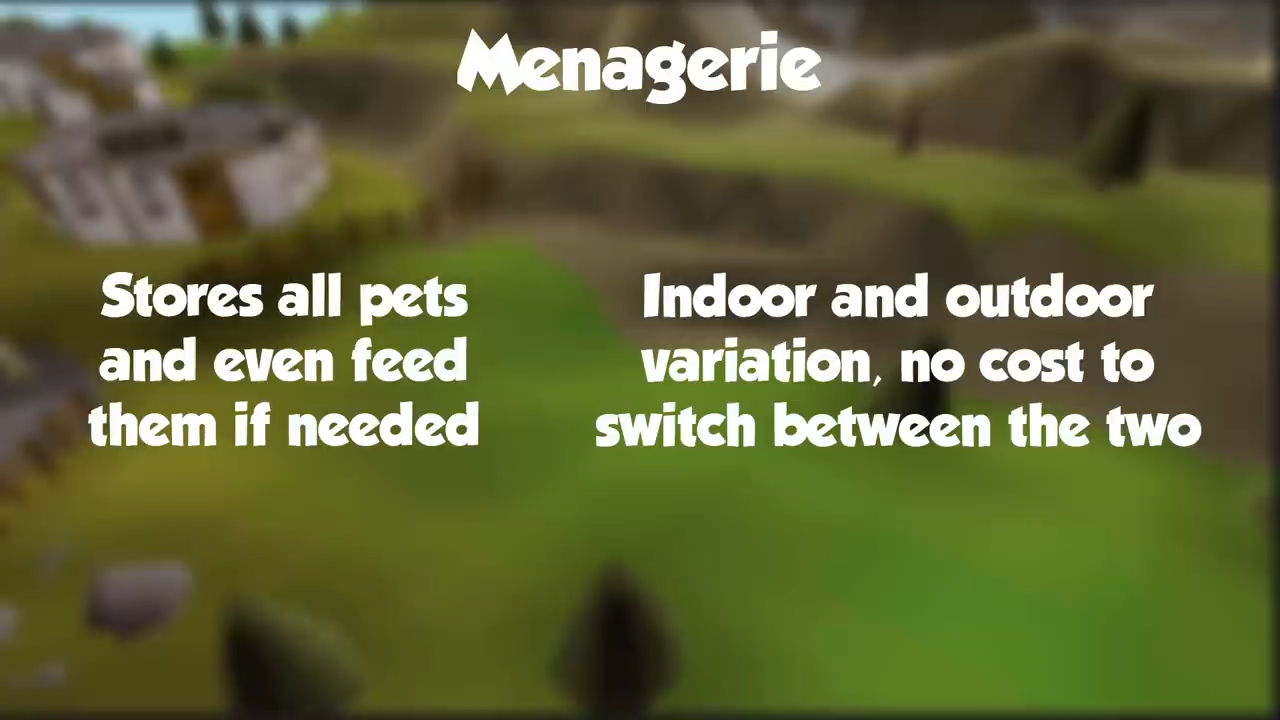 Menagerie
Stores all pets
and even feed
them if needed
Indoor and outdoor
variation, no cost to
switch between the two